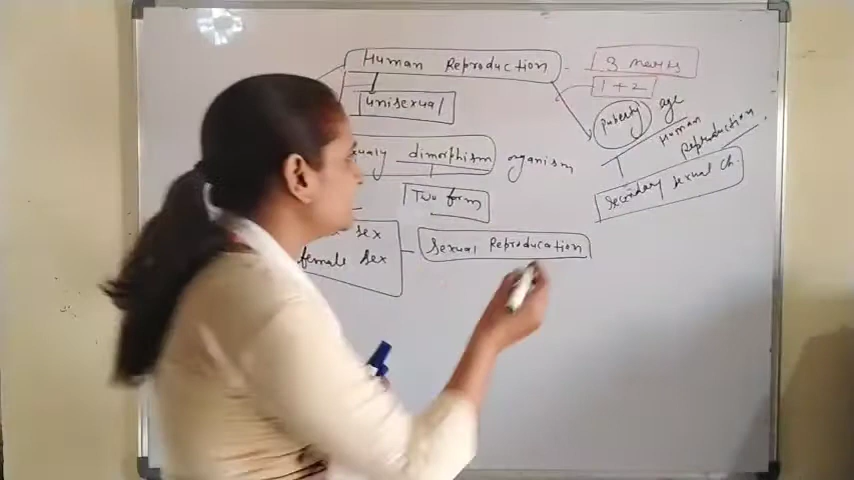 Human Reproduction
3 marks
1 + 2
unisexual
puberty age
Human
Reproduction
dimorphism organism
Secondary sexual ch.
Two form
sex
female sex
Sexual Reproducation